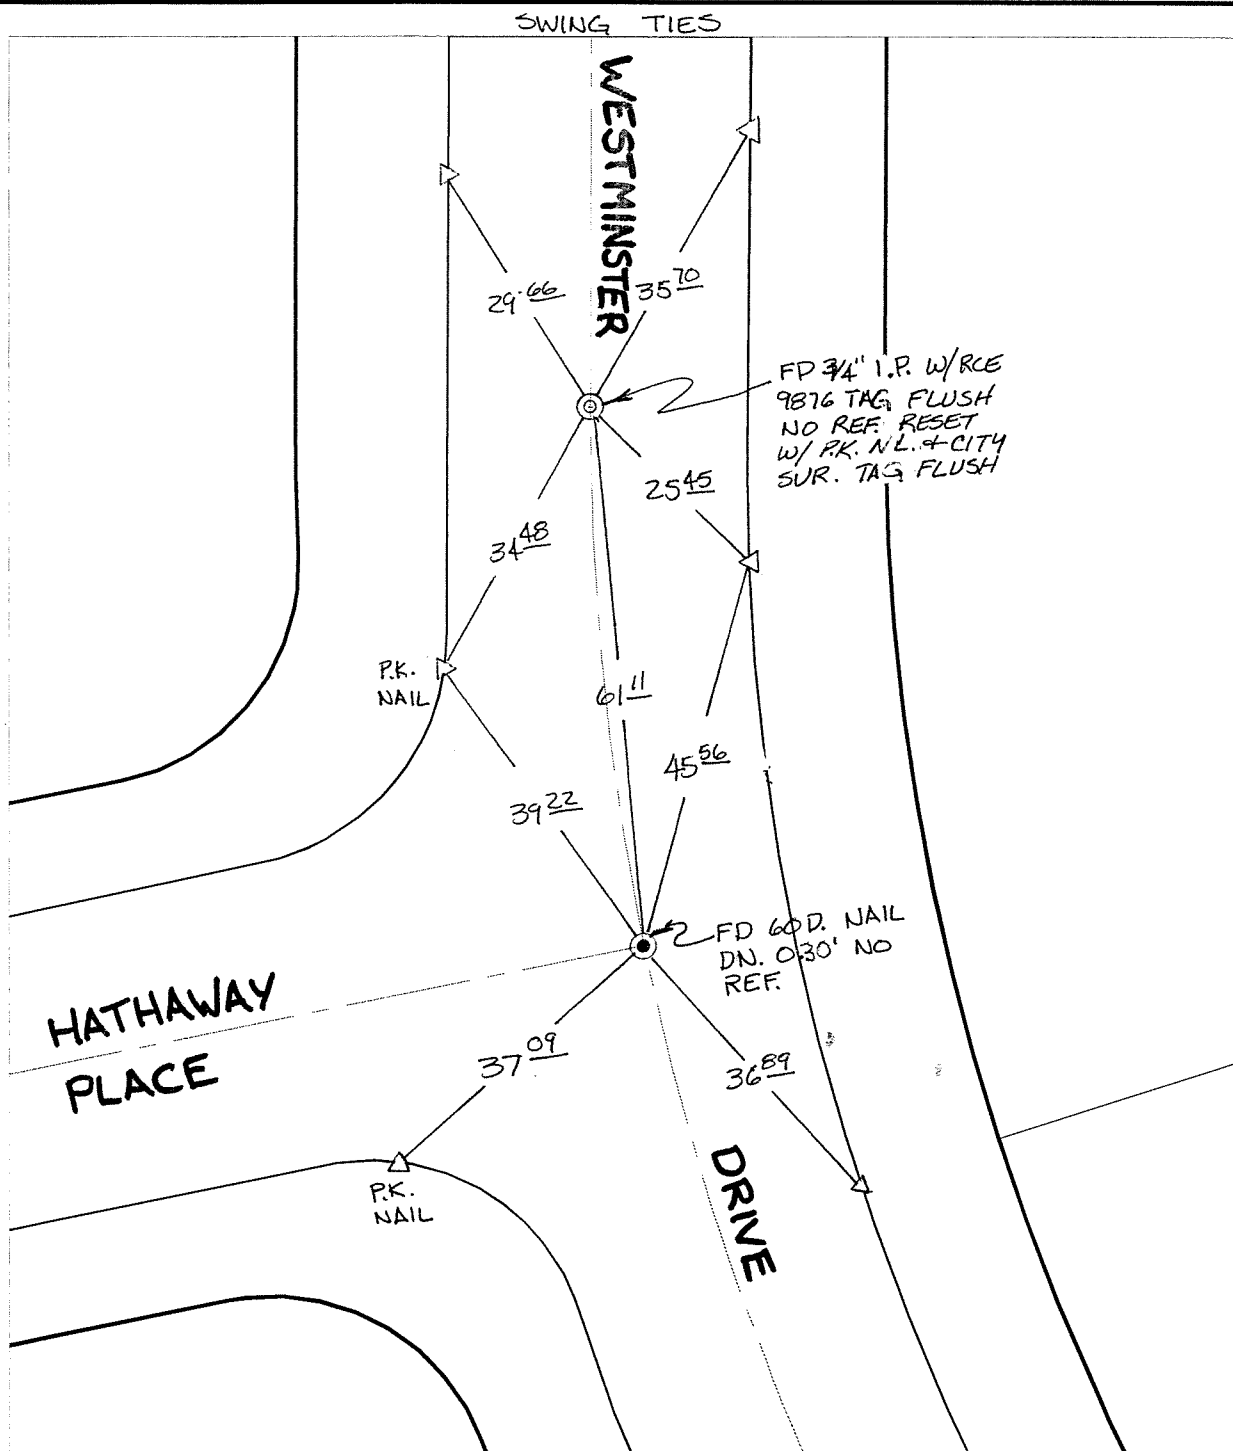 SWING TIES
WESTMINSTER
29.66
35 70
FD 3/4" I.P. W/RCE
9876 TAG FLUSH
NO REF. RESET
W/ P.K. NL. & CITY
SUR. TAG FLUSH
25 45
34 48
P.K.
NAIL
61 11
45 56
39 22
FD 60D. NAIL
DN. 0.30' NO
REF.
HATHAWAY
PLACE
37 09
36 89
DRIVE
P.K.
NAIL